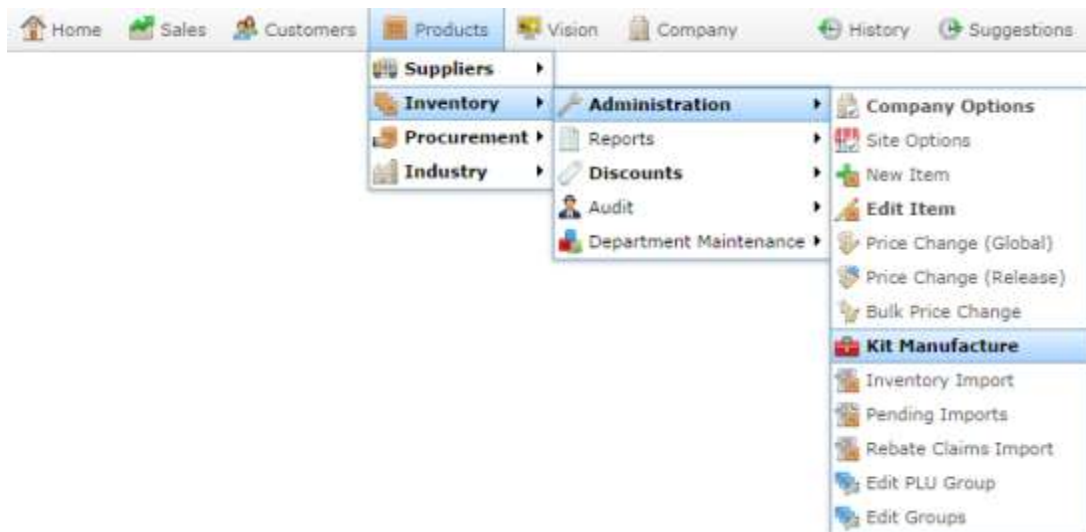 Home Sales Customers Products Vision Company History Suggestions
Suppliers
Inventory
Procurement
Industry
Administration
Reports
Discounts
Audit
Department Maintenance
Company Options
Site Options
New Item
Edit Item
Price Change (Global)
Price Change (Release)
Bulk Price Change
Kit Manufacture
Inventory Import
Pending Imports
Rebate Claims Import
Edit PLU Group
Edit Groups